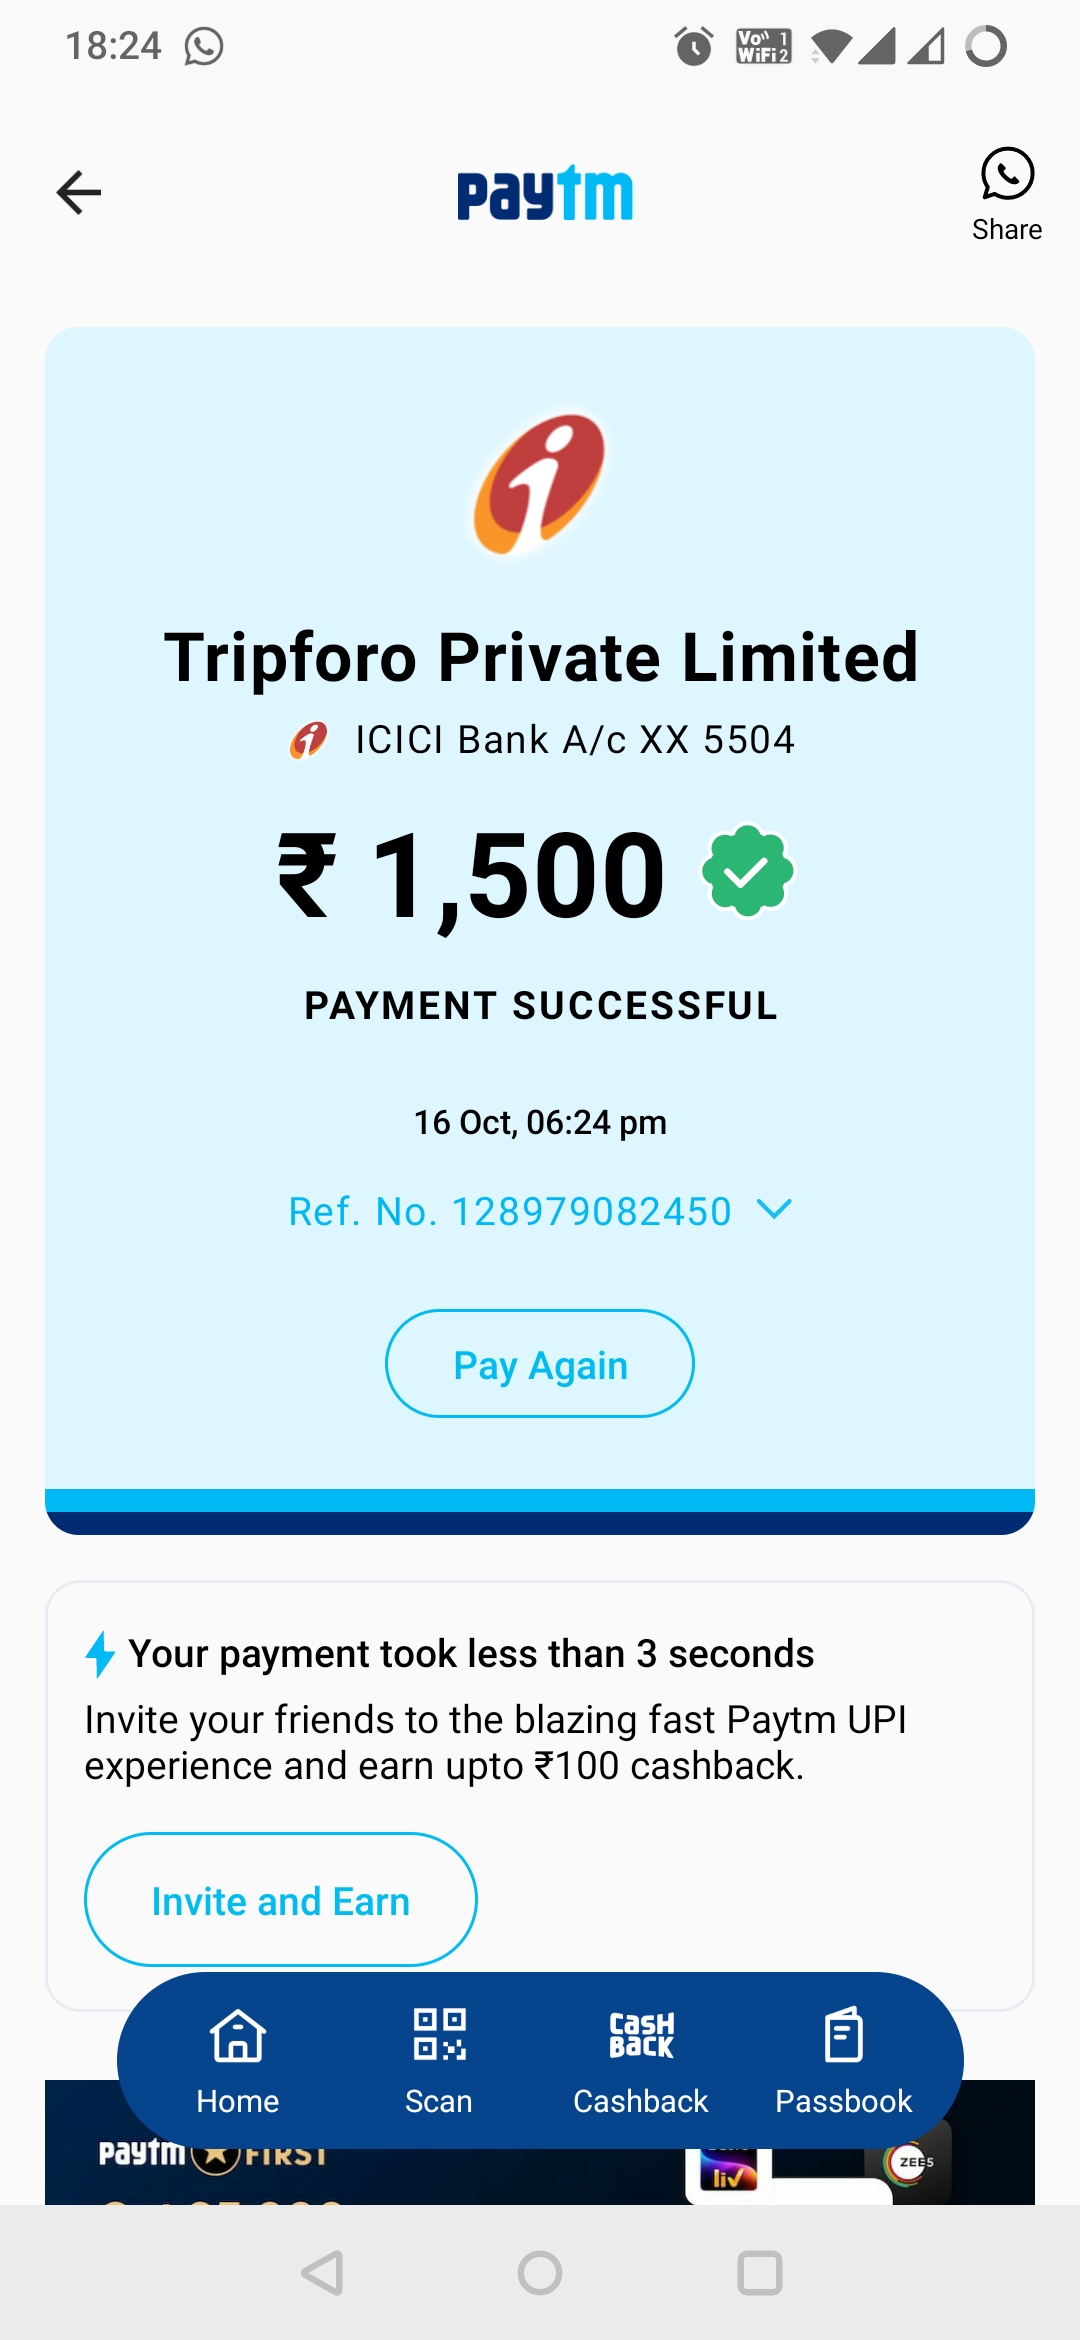 18:24
Vo)) 1
WiFi 2
paytm
Share
Tripforo Private Limited
ICICI Bank A/c XX 5504
₹ 1,500
PAYMENT SUCCESSFUL
16 Oct, 06:24 pm
Ref. No. 128979082450
Pay Again
Your payment took less than 3 seconds
Invite your friends to the blazing fast Paytm UPI
experience and earn upto ₹100 cashback.
Invite and Earn
CASH
BACK
Home
Scan
Cashback
Passbook
paytm FIRST
liv
ZEE5